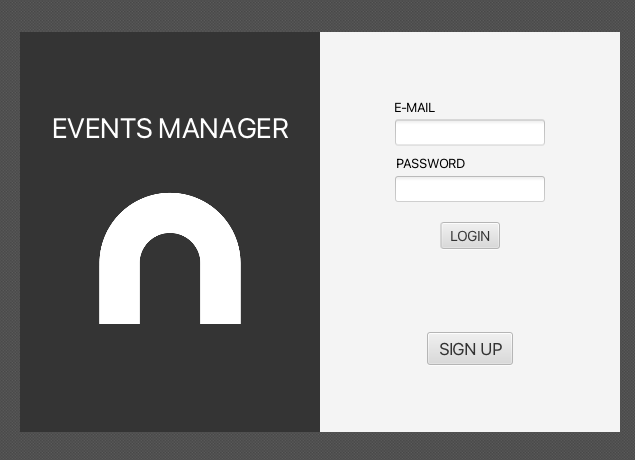 EVENTS MANAGER
E-MAIL
PASSWORD
LOGIN
SIGN UP